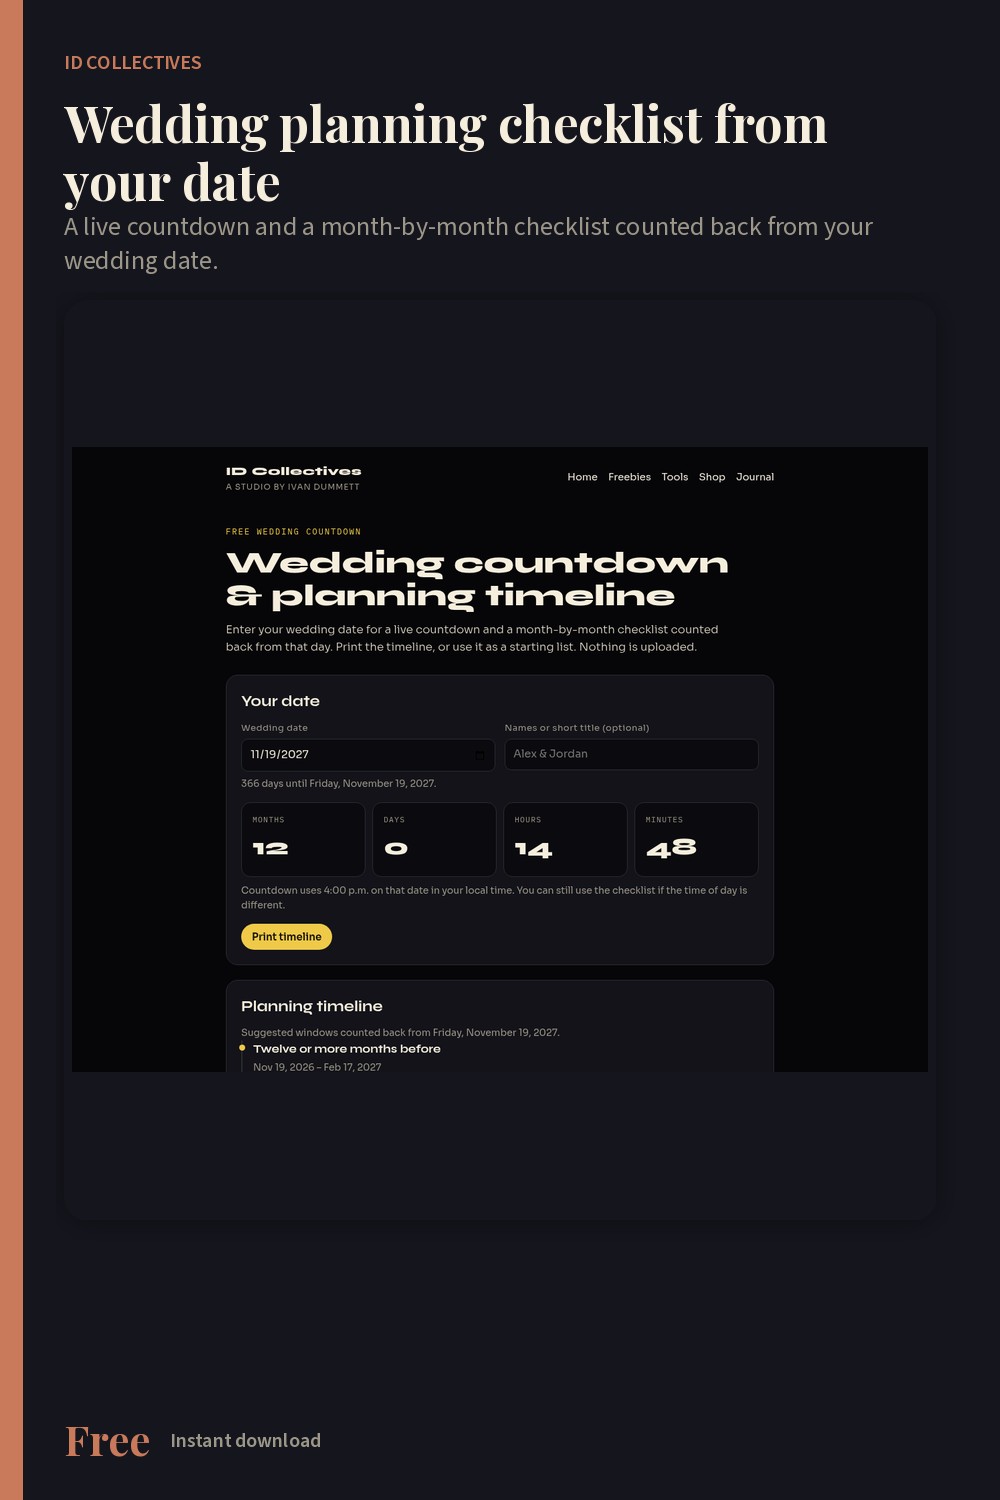 ID COLLECTIVES
Wedding planning checklist from
your date
A live countdown and a month-by-month checklist counted back from your
wedding date.
ID Collectives
A STUDIO BY IVAN DUMMETT
Home Freebies Tools Shop Journal
FREE WEDDING COUNTDOWN
Wedding countdown
& planning timeline
Enter your wedding date for a live countdown and a month-by-month checklist counted
back from that day. Print the timeline, or use it as a starting list. Nothing is uploaded.
Your date
Wedding date
Names or short title (optional)
11/19/2027
Alex & Jordan
366 days until Friday, November 19, 2027.
MONTHS DAYS HOURS MINUTES
12 0 14 48
Countdown uses 4:00 p.m. on that date in your local time. You can still use the checklist if the time of day is
different.
Print timeline
Planning timeline
Suggested windows counted back from Friday, November 19, 2027.
Twelve or more months before
Nov 19, 2026 – Feb 17, 2027
Free Instant download